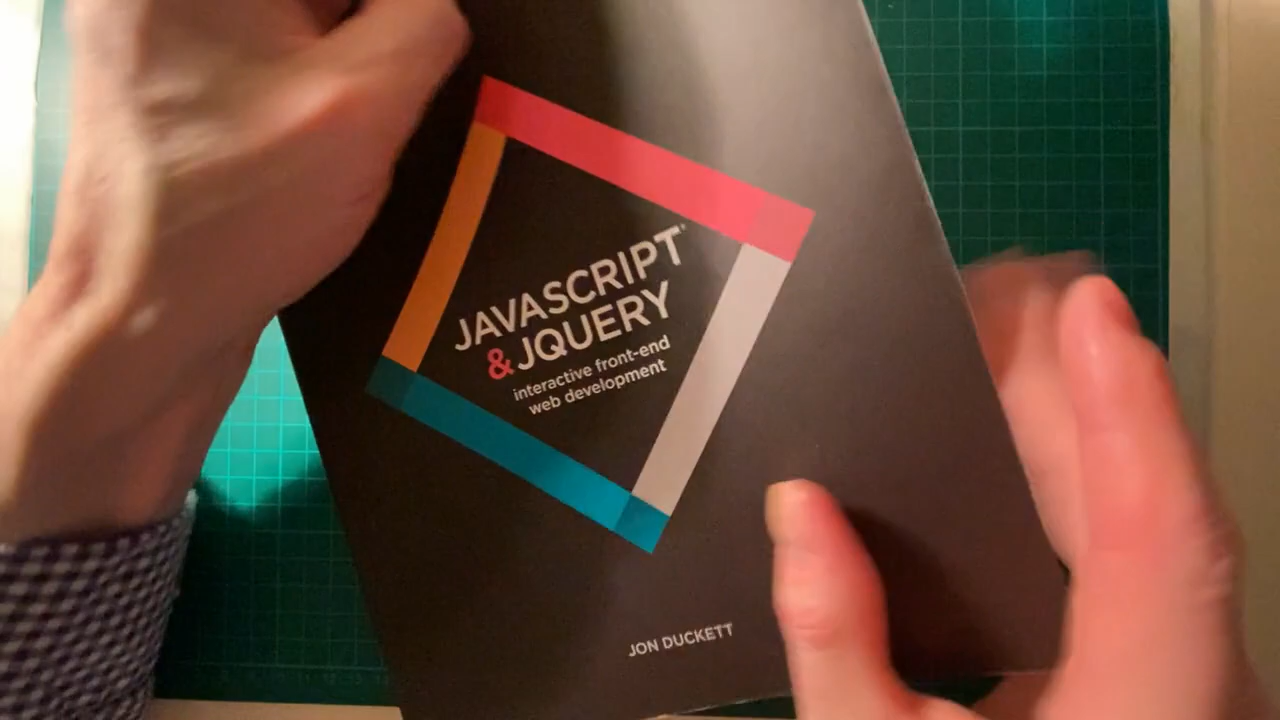 JAVASCRIPT
& JQUERY
interactive front-end
web development
JON DUCKETT